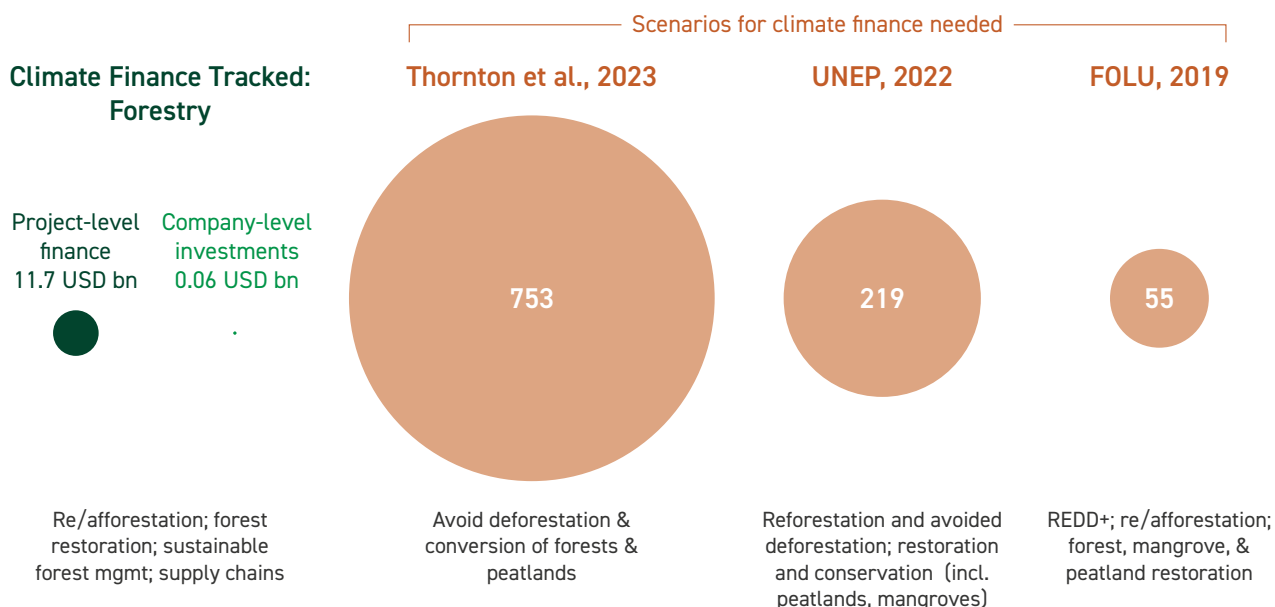 Scenarios for climate finance needed
Climate Finance Tracked:
Forestry
Thornton et al., 2023
UNEP, 2022
FOLU, 2019
Project-level
finance
11.7 USD bn
Company-level
investments
0.06 USD bn
753
219
55
Re/afforestation; forest
restoration; sustainable
forest mgmt; supply chains
Avoid deforestation &
conversion of forests &
peatlands
Reforestation and avoided
deforestation; restoration
and conservation (incl.
peatlands, mangroves)
REDD+; re/afforestation;
forest, mangrove, &
peatland restoration